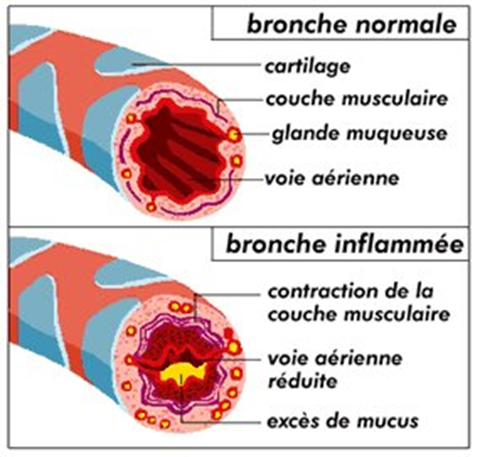 bronche normale
cartilage
couche musculaire
glande muqueuse
voie aérienne
bronche inflammée
contraction de la
couche musculaire
voie aérienne
réduite
excès de mucus